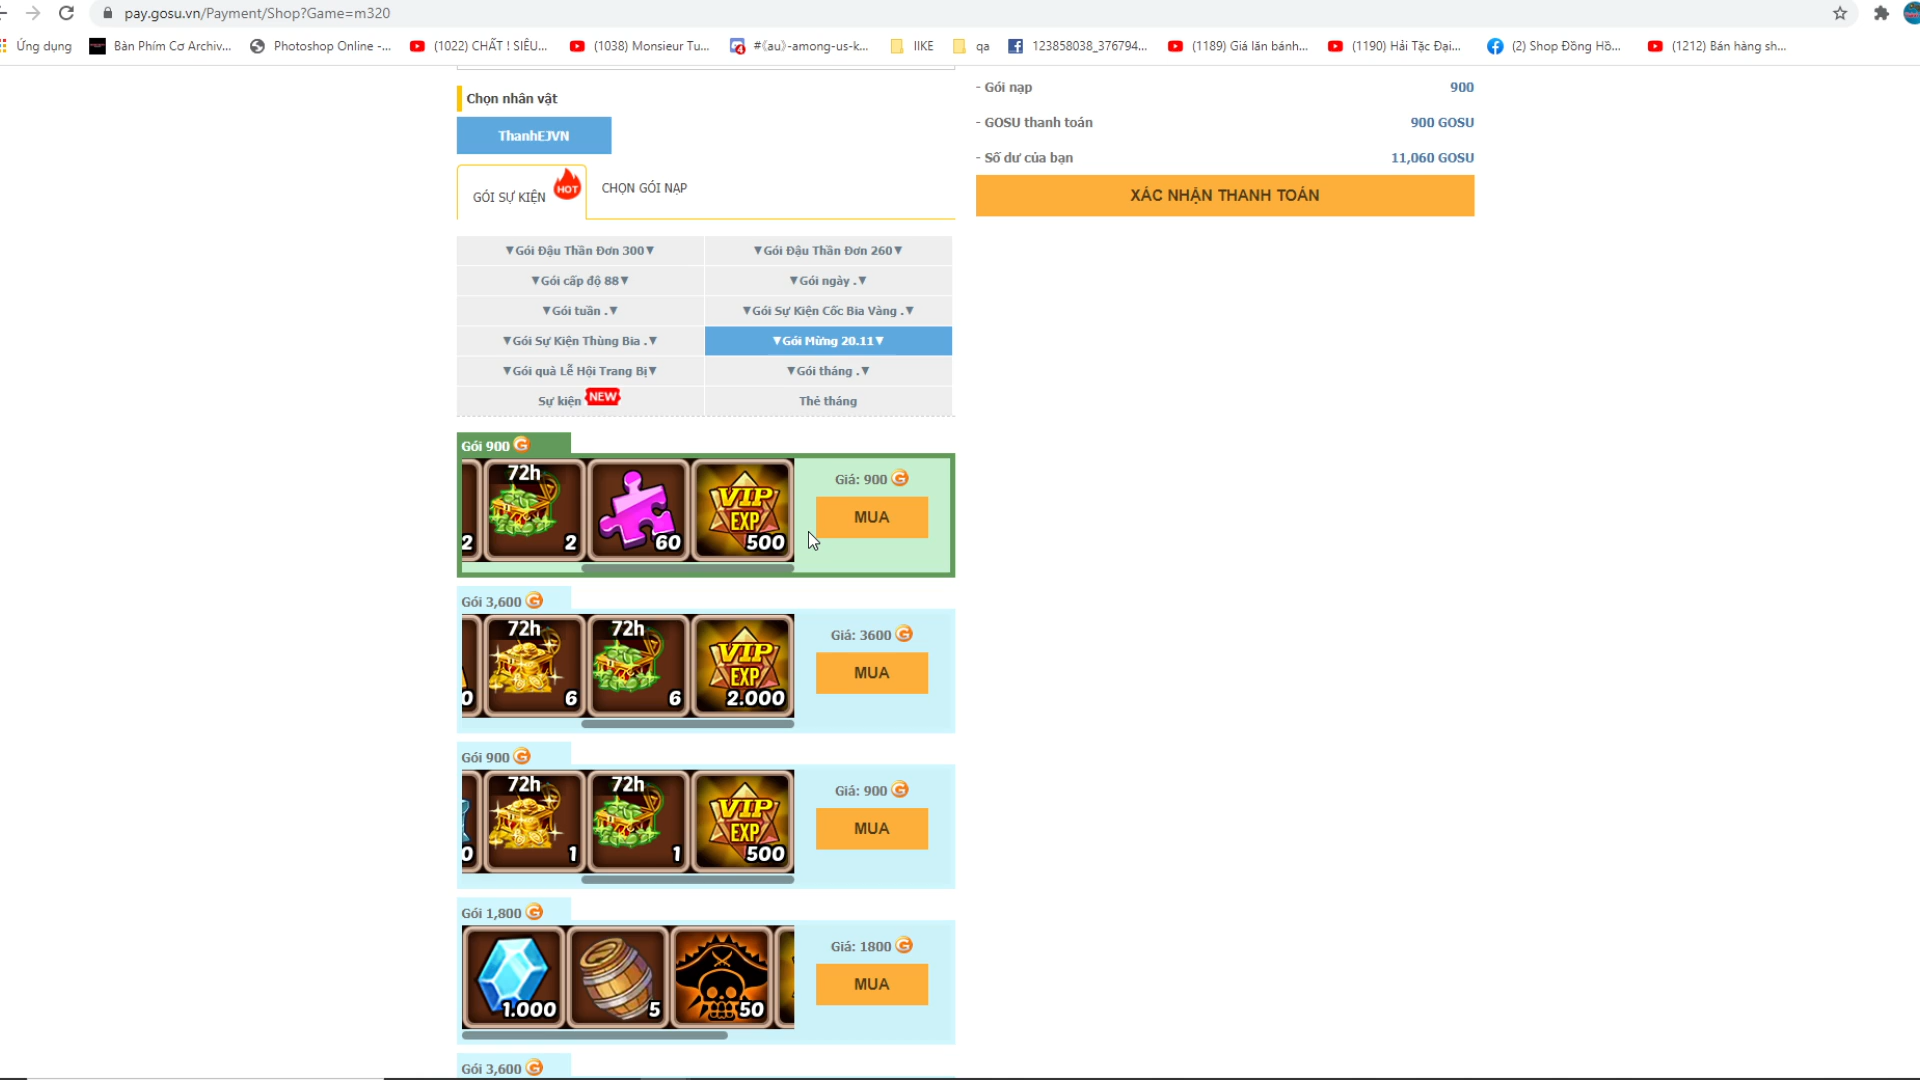 pay.gosu.vn/Payment/Shop?Game=m320
Ứng dụng
Bàn Phím Cơ Archiv...
Photoshop Online -...
(1022) CHẤT ! SIÊU...
(1038) Monsieur Tu...
#《au》-among-us-k...
IIKE
qa
123858038_376794...
(1189) Giá lăn bánh...
(1190) Hải Tặc Đại...
(2) Shop Đồng Hồ...
(1212) Bán hàng sh...
Chọn nhân vật
ThanhEJVN
GÓI SỰ KIỆN
HOT
CHỌN GÓI NẠP
▼Gói Đậu Thần Đơn 300▼
▼Gói Đậu Thần Đơn 260▼
▼Gói cấp độ 88▼
▼Gói ngày .▼
▼Gói tuần .▼
▼Gói Sự Kiện Cốc Bia Vàng .▼
▼Gói Sự Kiện Thùng Bia .▼
▼Gói Mừng 20.11▼
▼Gói quà Lễ Hội Trang Bị▼
▼Gói tháng .▼
Sự kiện NEW
Thẻ tháng
- Gói nạp 900
- GOSU thanh toán 900 GOSU
- Số dư của bạn 11,060 GOSU
XÁC NHẬN THANH TOÁN
Gói 900 G
2
72h
2
60
VIP
EXP
500
Giá: 900 G
MUA
Gói 3,600 G
0
72h
6
72h
6
VIP
EXP
2.000
Giá: 3600 G
MUA
Gói 900 G
0
72h
1
72h
1
VIP
EXP
500
Giá: 900 G
MUA
Gói 1,800 G
1.000
5
50
Giá: 1800 G
MUA
Gói 3,600 G